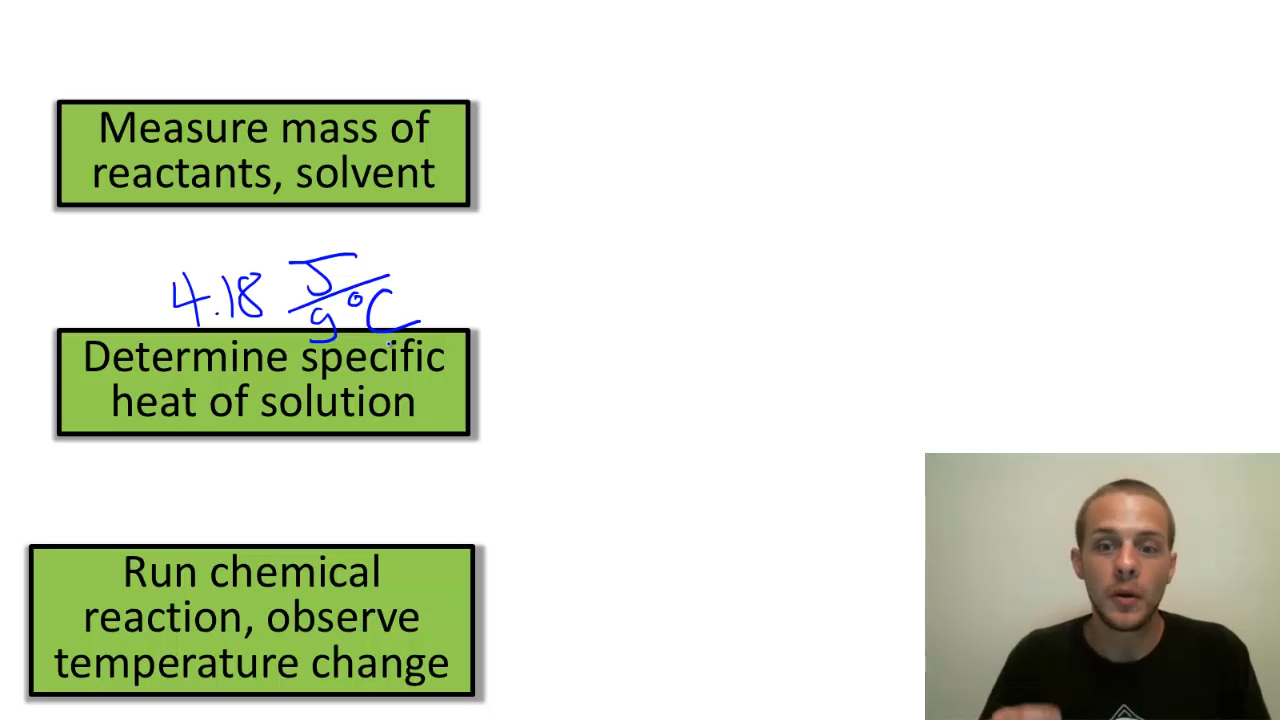 Measure mass of
reactants, solvent
4.18 J/g°C
Determine specific
heat of solution
Run chemical
reaction, observe
temperature change